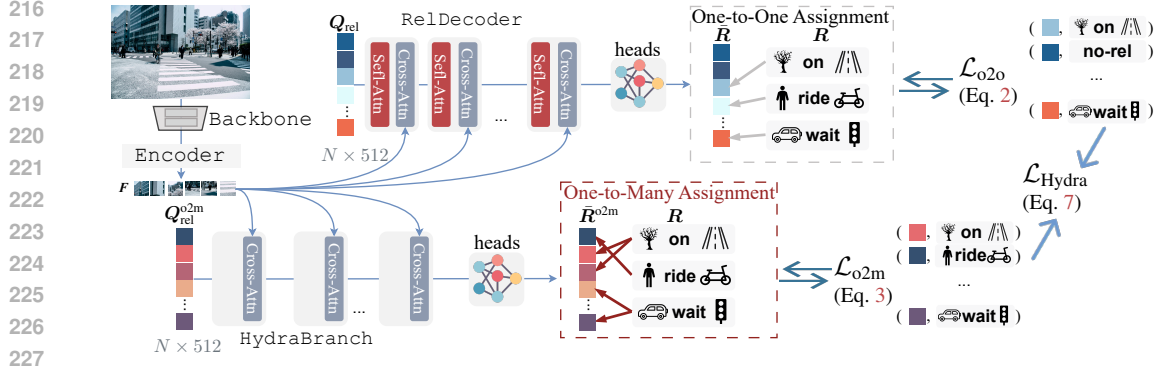 216
217
218
219
220
221
222
223
224
225
226
227
Backbone
Encoder
F
Q_rel
N × 512
RelDecoder
Sefl-Attn
Cross-Attn
Sefl-Attn
Cross-Attn
...
Sefl-Attn
Cross-Attn
heads
One-to-One Assignment
R̄ R
on
ride
wait
L_o2o
(Eq. 2)
( , on )
( , no-rel )
...
( , wait )
L_Hydra
(Eq. 7)
Q_rel^o2m
N × 512
Cross-Attn
Cross-Attn
...
Cross-Attn
HydraBranch
heads
One-to-Many Assignment
R̄^o2m R
on
ride
wait
L_o2m
(Eq. 3)
( , on )
( , ride )
...
( , wait )